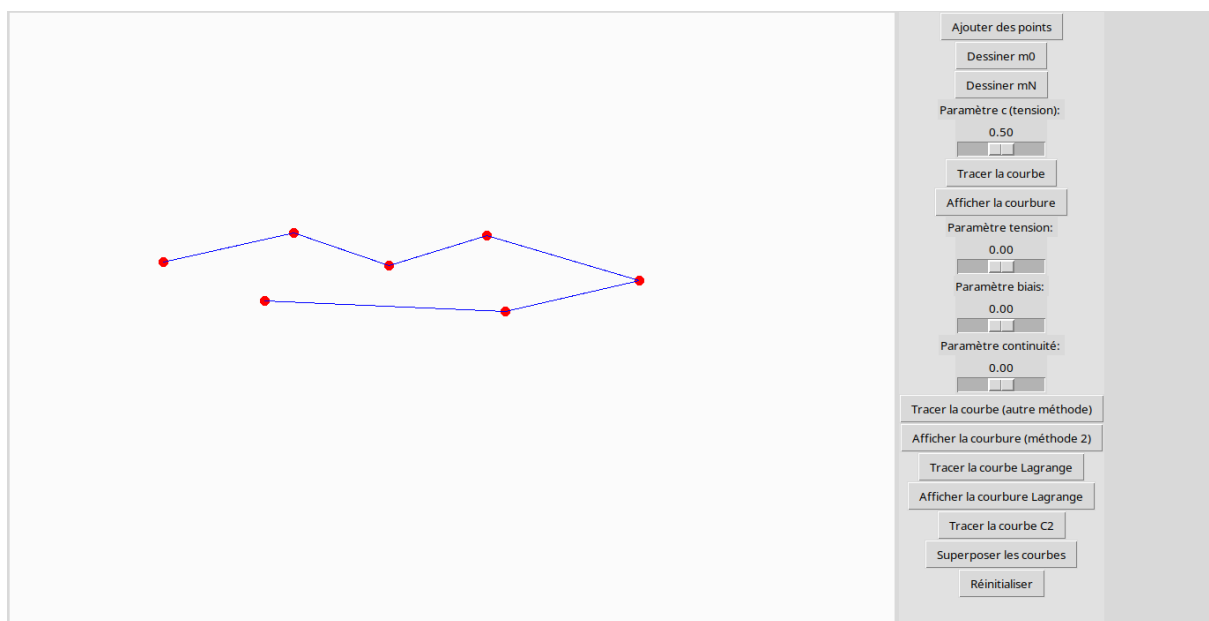 Ajouter des points
Dessiner m0
Dessiner mN
Paramètre c (tension):
0.50
Tracer la courbe
Afficher la courbure
Paramètre tension:
0.00
Paramètre biais:
0.00
Paramètre continuité:
0.00
Tracer la courbe (autre méthode)
Afficher la courbure (méthode 2)
Tracer la courbe Lagrange
Afficher la courbure Lagrange
Tracer la courbe C2
Superposer les courbes
Réinitialiser